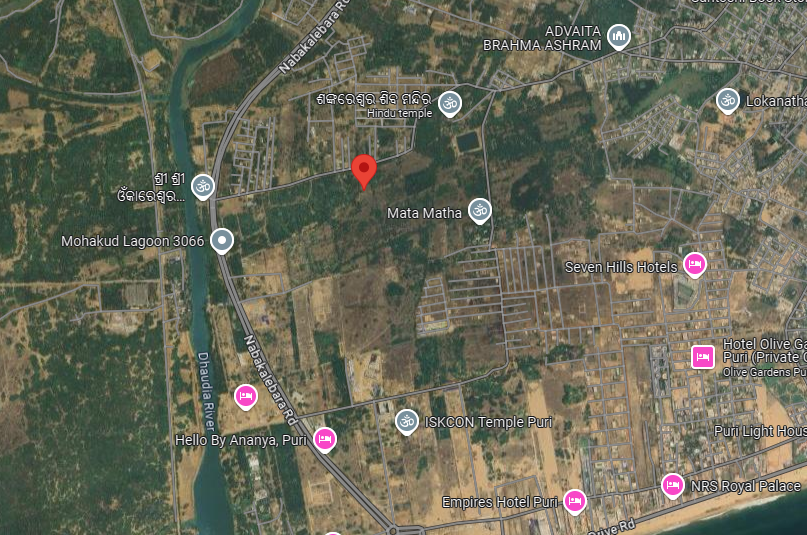 Nabakalebara Rd
ADVAITA
BRAHMA ASHRAM
ଶଙ୍କରେଶ୍ୱର ଶିବ ମନ୍ଦିର
Hindu temple
Lokanatha
ଶ୍ରୀ ଶ୍ରୀ
ଓଁକାରେଶ୍ୱର...
Mata Matha
Mohakud Lagoon 3066
Seven Hills Hotels
Nabakalebara Rd
Dhaudia River
Hotel Olive Ga
Puri (Private
Olive Gardens Pu
ISKCON Temple Puri
Puri Light Hous
Hello By Ananya, Puri
Empires Hotel Puri
NRS Royal Palace
Drive Rd